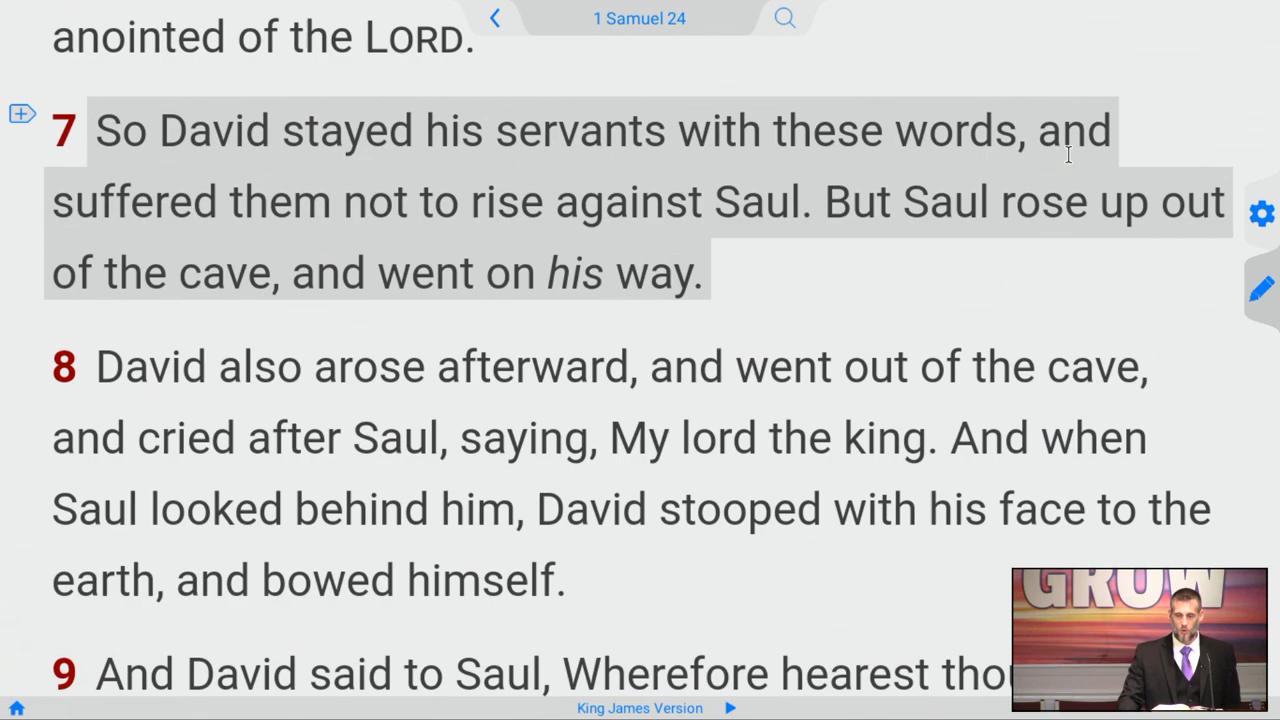 1 Samuel 24
anointed of the LORD.
7 So David stayed his servants with these words, and
suffered them not to rise against Saul. But Saul rose up out
of the cave, and went on his way.
8 David also arose afterward, and went out of the cave,
and cried after Saul, saying, My lord the king. And when
Saul looked behind him, David stooped with his face to the
earth, and bowed himself.
9 And David said to Saul, Wherefore hearest
GROW
King James Version